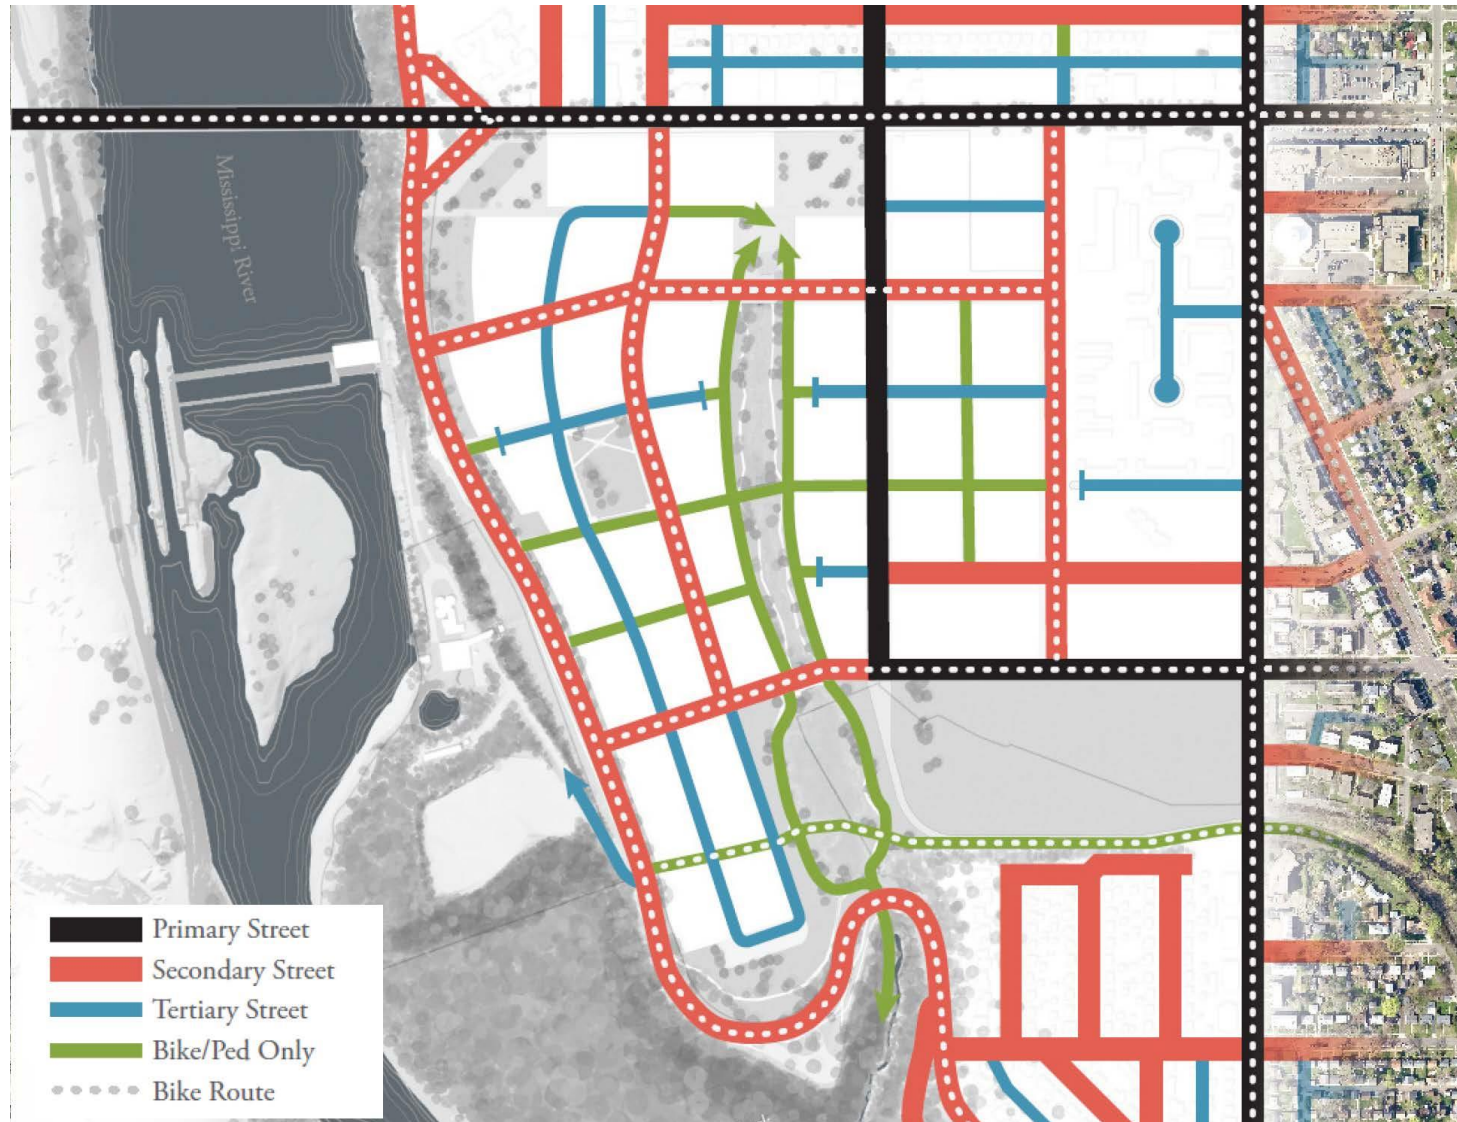 Mississippi River
Primary Street
Secondary Street
Tertiary Street
Bike/Ped Only
Bike Route